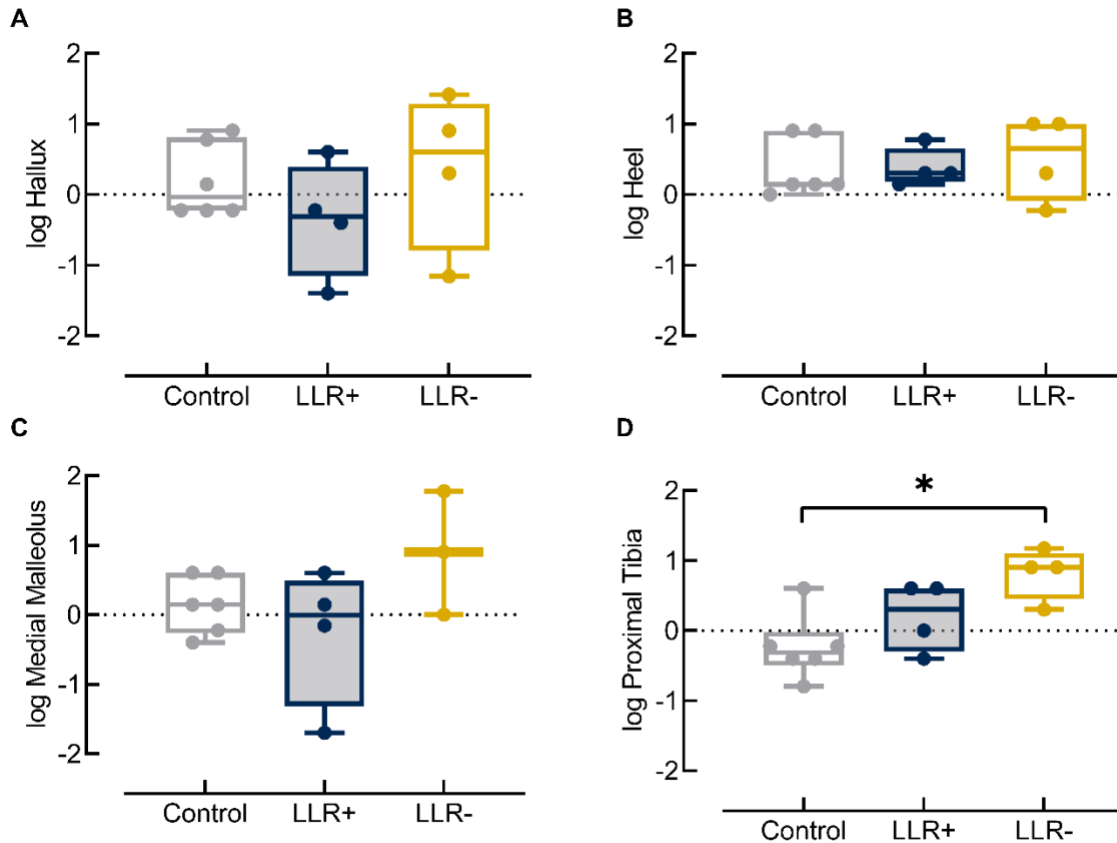 A
log Hallux
2
1
0
-1
-2
Control LLR+ LLR-
B
log Heel
2
1
0
-1
-2
Control LLR+ LLR-
C
log Medial Malleolus
2
1
0
-1
-2
Control LLR+ LLR-
D
log Proximal Tibia
2
1
0
-1
-2
*
Control LLR+ LLR-